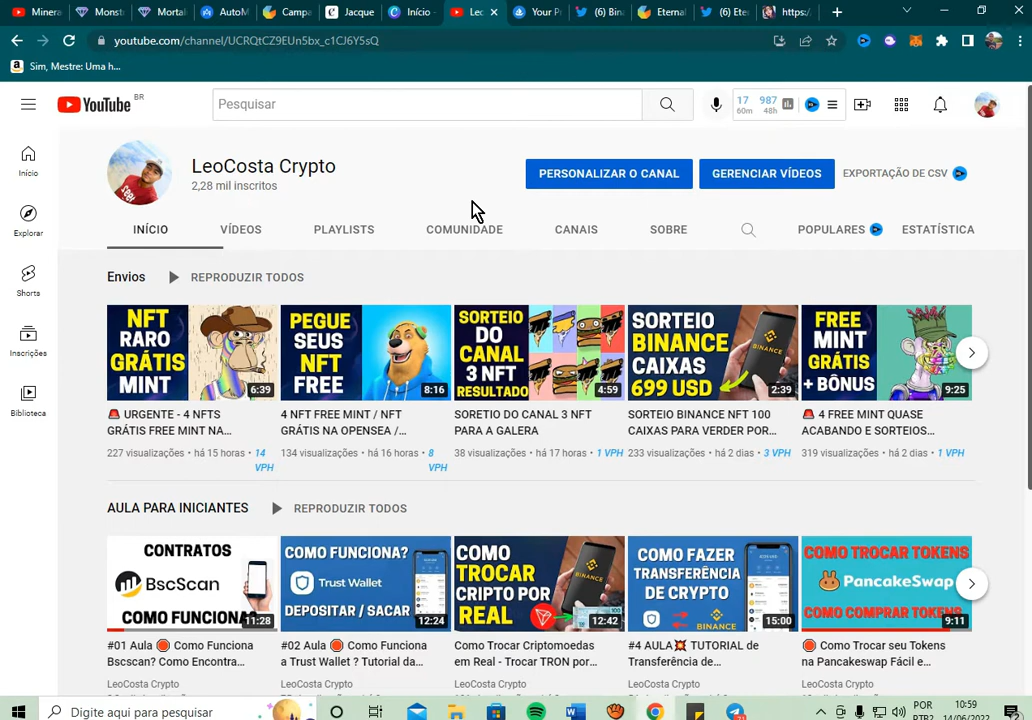 Minera
Monst
Mortal
AutoM
Campa
Jacque
Início -
Leo
Your P
(6) Bin
Eternal
(6) Ete
https:/
youtube.com/channel/UCRQtCZ9EUn5bx_c1CJ6Y5sQ
Sim, Mestre: Uma h...
YouTube BR
Pesquisar
17 60m 987 48h
Início
Explorar
Shorts
Inscrições
Biblioteca
LeoCosta Crypto
2,28 mil inscritos
PERSONALIZAR O CANAL
GERENCIAR VÍDEOS
EXPORTAÇÃO DE CSV
INÍCIO VÍDEOS PLAYLISTS COMUNIDADE CANAIS SOBRE POPULARES ESTATÍSTICA
Envios REPRODUZIR TODOS
NFT
RARO
GRÁTIS
MINT
6:39
PEGUE
SEUS
NFT
FREE
8:16
SORTEIO
DO
CANAL
3 NFT
RESULTADO
4:59
SORTEIO
BINANCE
CAIXAS
699 USD
BINANCE
2:39
FREE
MINT
GRÁTIS
+ BÔNUS
9:25
🚨 URGENTE - 4 NFTS
GRÁTIS FREE MINT NA...
227 visualizações • há 15 horas • 14
VPH
4 NFT FREE MINT / NFT
GRÁTIS NA OPENSEA /...
134 visualizações • há 16 horas • 8
VPH
SORETIO DO CANAL 3 NFT
PARA A GALERA
38 visualizações • há 17 horas • 1 VPH
SORTEIO BINANCE NFT 100
CAIXAS PARA VERDER POR...
233 visualizações • há 2 dias • 3 VPH
🚨 4 FREE MINT QUASE
ACABANDO E SORTEIOS...
319 visualizações • há 2 dias • 1 VPH
AULA PARA INICIANTES REPRODUZIR TODOS
CONTRATOS
BscScan
COMO FUNCIONA
11:28
COMO FUNCIONA?
Trust Wallet
DEPOSITAR / SACAR
12:24
COMO
TROCAR
CRIPTO POR
REAL
BINANCE
12:42
COMO FAZER
TRANSFERÊNCIA
DE CRYPTO
BINANCE
15:00
COMO TROCAR TOKENS
PancakeSwap
COMO COMPRAR TOKENS
9:11
#01 Aula 🛑 Como Funciona
Bscscan? Como Encontra...
LeoCosta Crypto
#02 Aula 🛑 Como Funciona
a Trust Wallet ? Tutorial da...
LeoCosta Crypto
Como Trocar Criptomoedas
em Real - Trocar TRON por...
LeoCosta Crypto
#4 AULA💥 TUTORIAL de
Transferência de...
LeoCosta Crypto
🛑 Como Trocar seu Tokens
na Pancakeswap Fácil e...
LeoCosta Crypto
Digite aqui para pesquisar
POR
PTB2
10:59
14/06/2022